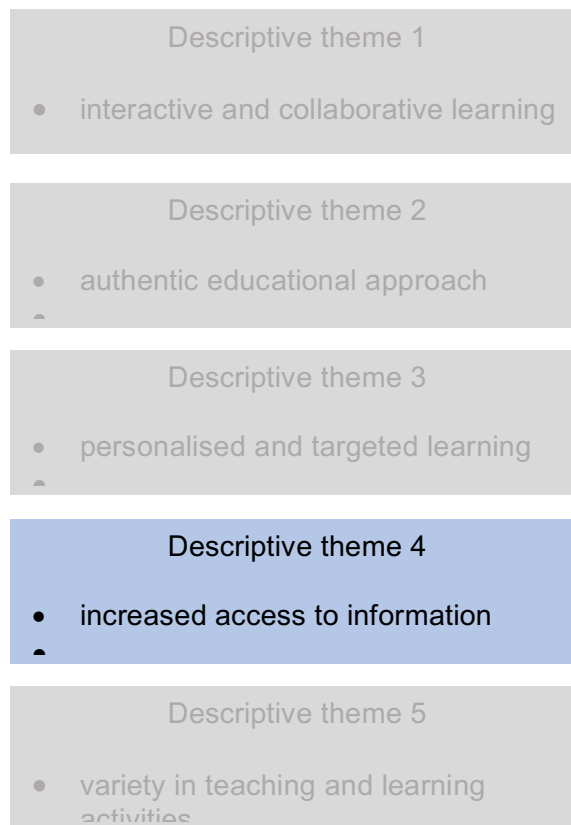 Descriptive theme 1
• interactive and collaborative learning
Descriptive theme 2
• authentic educational approach
•
Descriptive theme 3
• personalised and targeted learning
•
Descriptive theme 4
• increased access to information
•
Descriptive theme 5
• variety in teaching and learning
activities